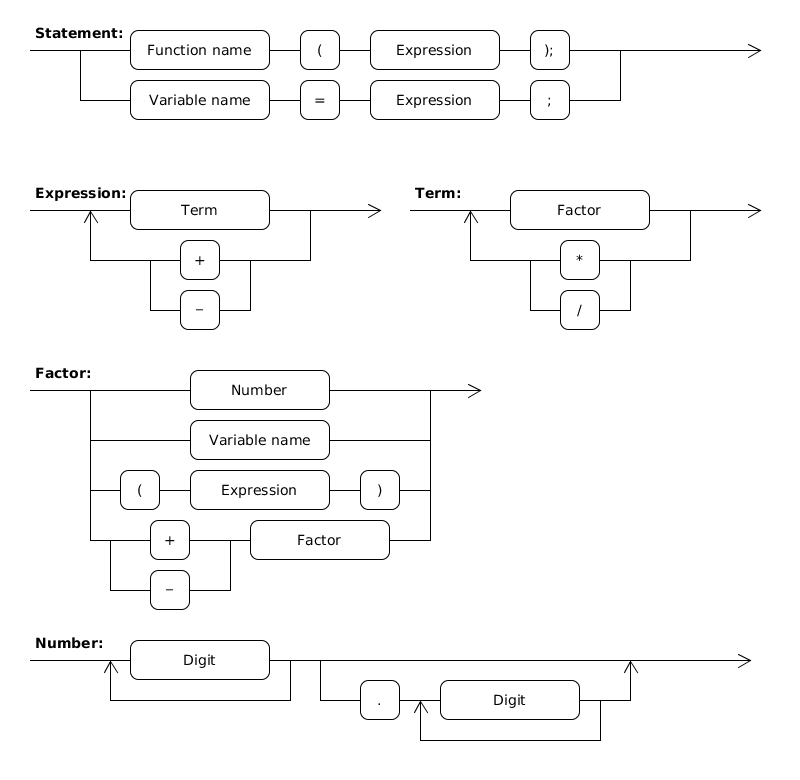 Statement:
Function name ( Expression );
Variable name = Expression ;
Expression: Term:
Term Factor
+ *
– /
Factor:
Number
Variable name
( Expression )
+ Factor
–
Number:
Digit
. Digit